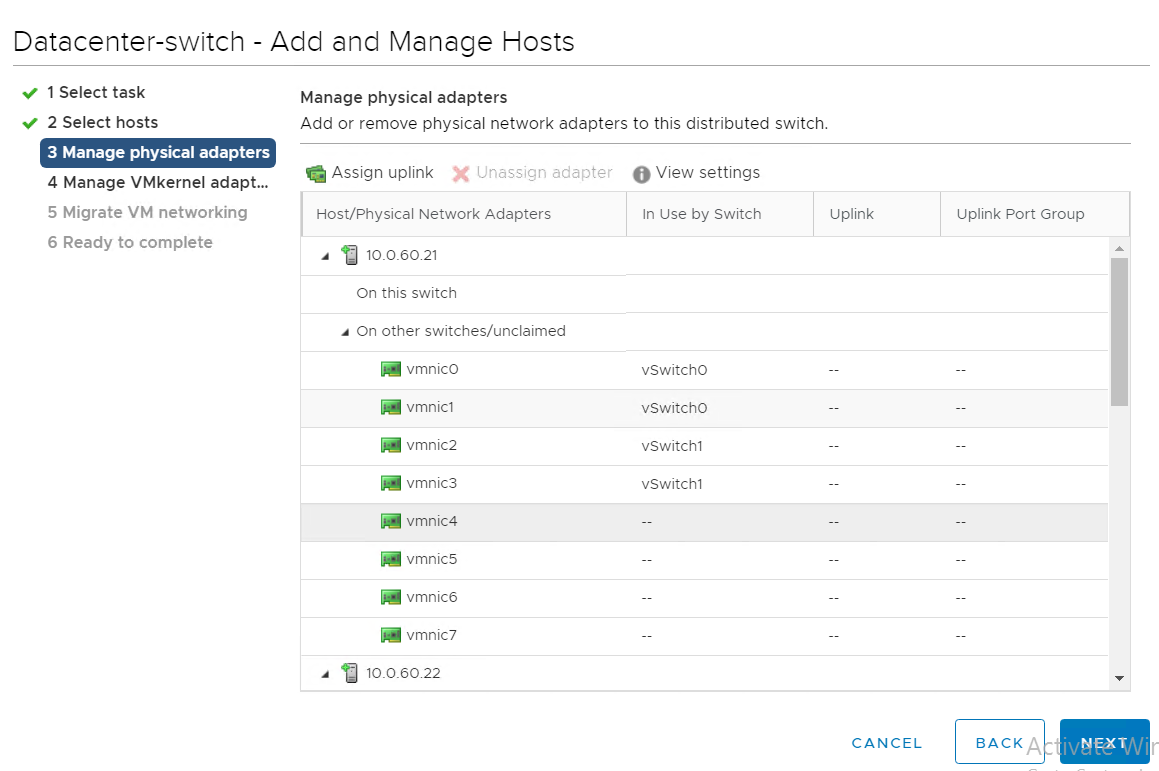 Datacenter-switch - Add and Manage Hosts
1 Select task
2 Select hosts
3 Manage physical adapters
4 Manage VMkernel adapt...
5 Migrate VM networking
6 Ready to complete
Manage physical adapters
Add or remove physical network adapters to this distributed switch.
Assign uplink Unassign adapter View settings
Host/Physical Network Adapters In Use by Switch Uplink Uplink Port Group
10.0.60.21
On this switch
On other switches/unclaimed
vmnic0 vSwitch0 -- --
vmnic1 vSwitch0 -- --
vmnic2 vSwitch1 -- --
vmnic3 vSwitch1 -- --
vmnic4 -- -- --
vmnic5 -- -- --
vmnic6 -- -- --
vmnic7 -- -- --
10.0.60.22
CANCEL BACK NEXT
Activate Wir